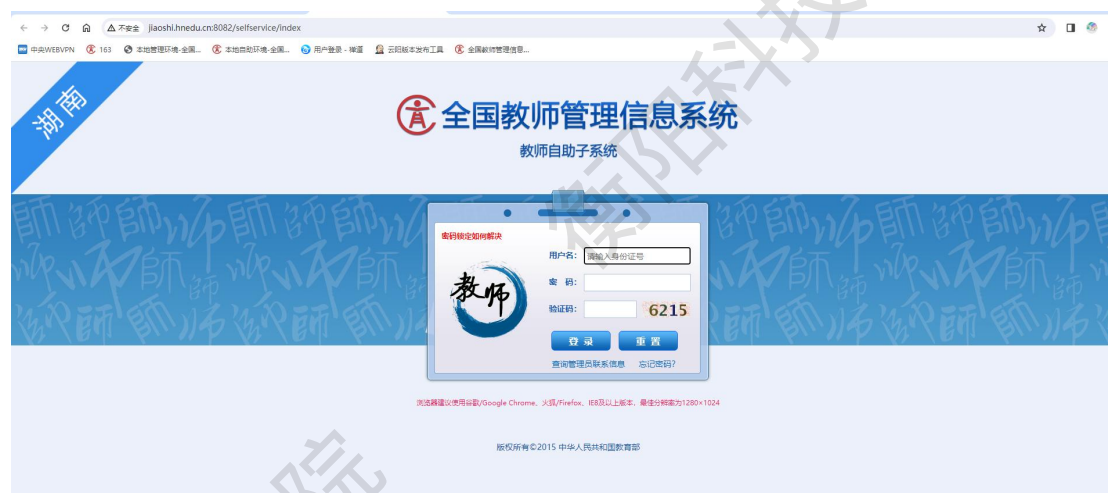 不安全 jiaoshi.hnedu.cn:8082/selfservice/index
中央WEBVPN 163 本地管理环境-全国... 本地自助环境-全国... 用户登录 - 禅道 云旧版本发布工具 全国教师管理信息...
湖南
全国教师管理信息系统
教师自助子系统
密码锁定如何解决
教师
用户名: 请输入身份证号
密 码:
验证码: 6215
登 录 重 置
查询管理员联系信息 忘记密码?
浏览器建议使用谷歌/Google Chrome、火狐/Firefox、IE8及以上版本、最佳分辨率为1280×1024
版权所有©2015 中华人民共和国教育部
衡阳科技
院